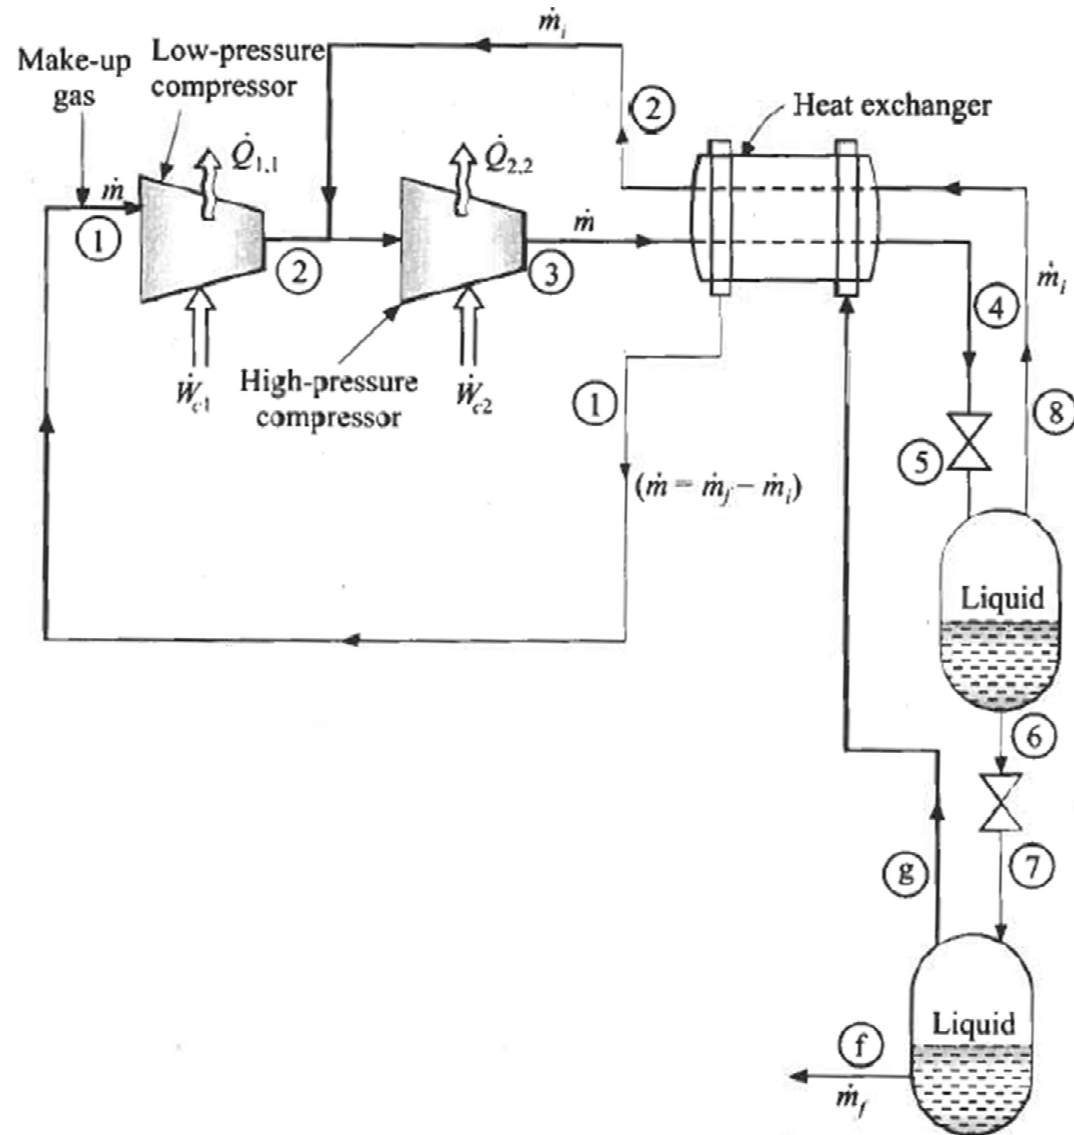 ṁᵢ
Make-up
gas
Low-pressure
compressor
2
Heat exchanger
Q̇₁,₁
Q̇₂,₂
ṁ
ṁ
1
2
3
ṁᵢ
4
Ẇc1
High-pressure
compressor
Ẇc2
1
8
5
(ṁ = ṁf – ṁᵢ)
Liquid
6
7
g
Liquid
f
ṁf